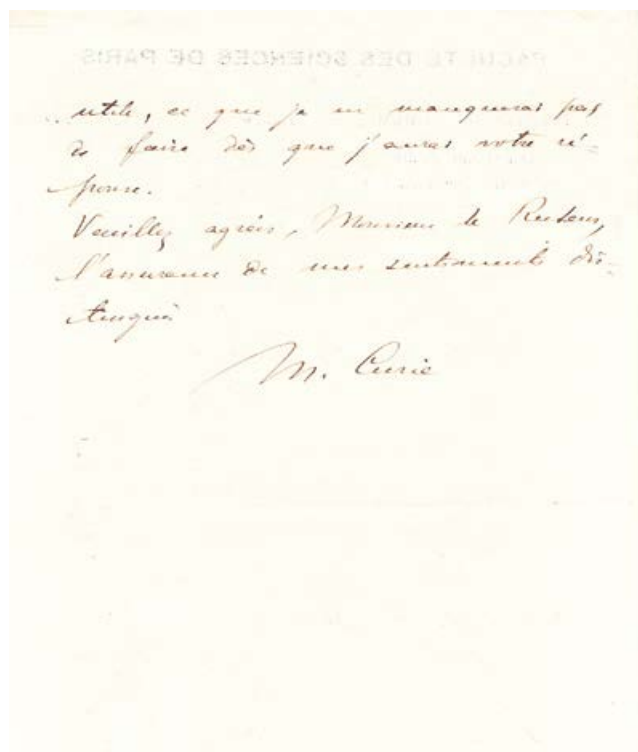 utile, ce que je ne manquerai pas
de faire dès que j'aurai votre ré-
ponse.
Veuillez agréer, Monsieur le Recteur,
l'assurance de mes sentiments dis-
tingués
M. Curie
FACULTÉ DES SCIENCES DE PARIS